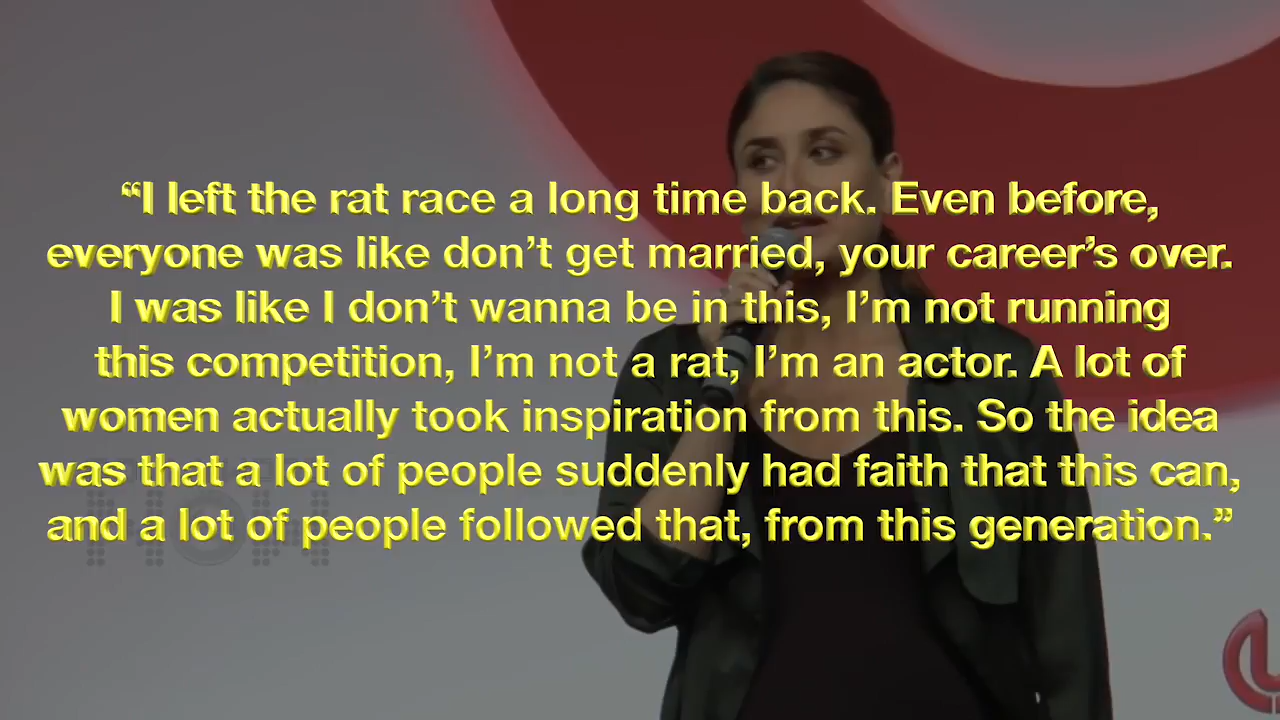 “I left the rat race a long time back. Even before,
everyone was like don’t get married, your career’s over.
I was like I don’t wanna be in this, I’m not running
this competition, I’m not a rat, I’m an actor. A lot of
women actually took inspiration from this. So the idea
was that a lot of people suddenly had faith that this can,
and a lot of people followed that, from this generation.”